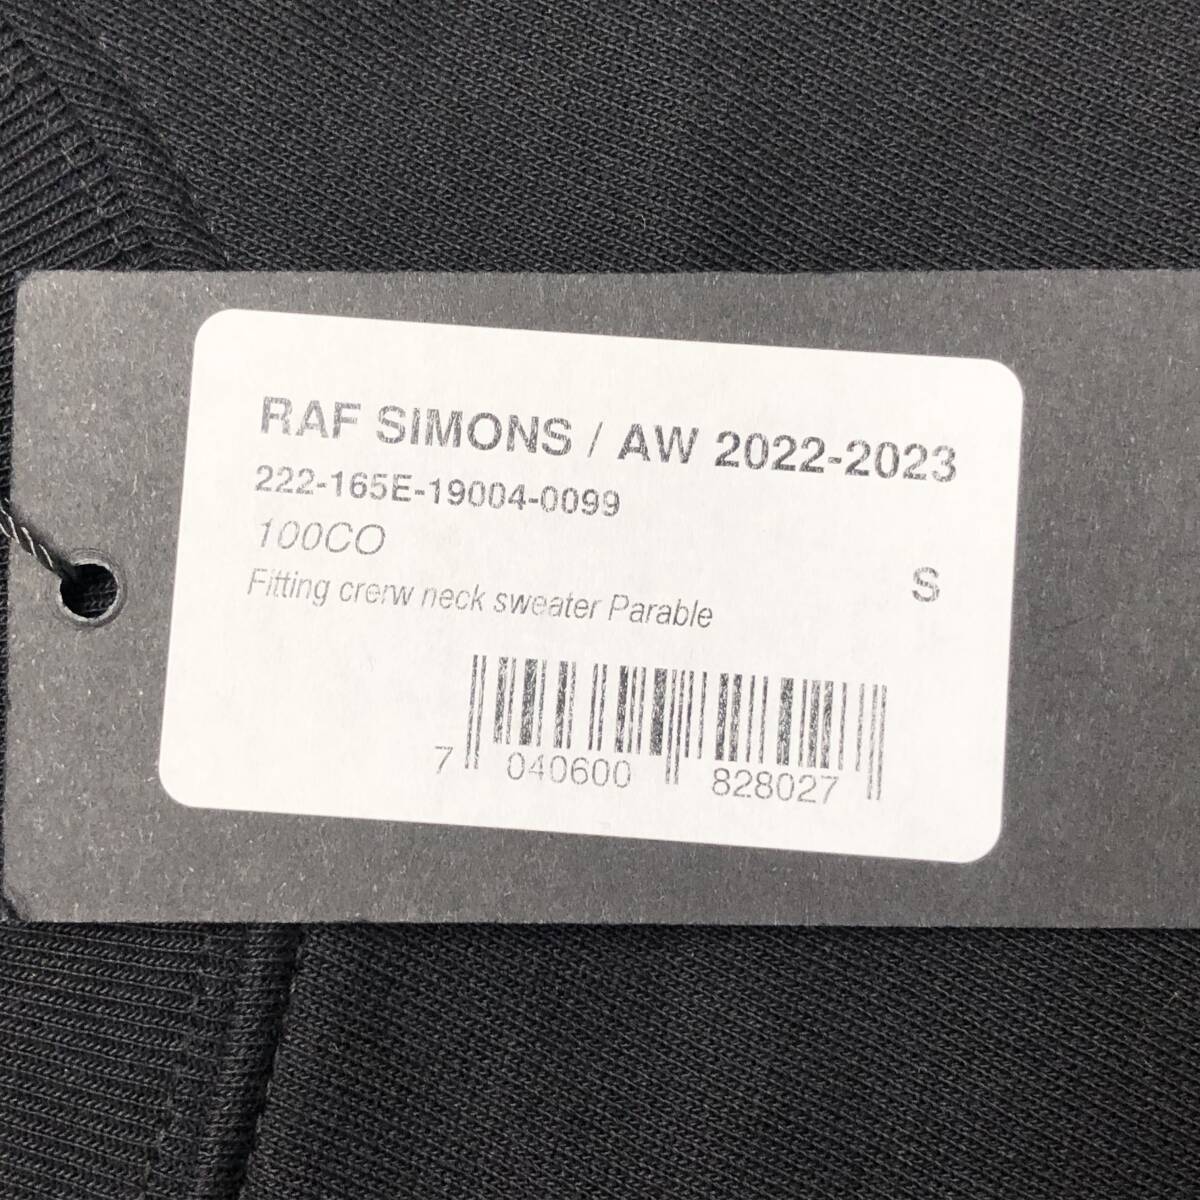 RAF SIMONS / AW 2022-2023
222-165E-19004-0099
100CO
S
Fitting crerw neck sweater Parable
7 040600 828027